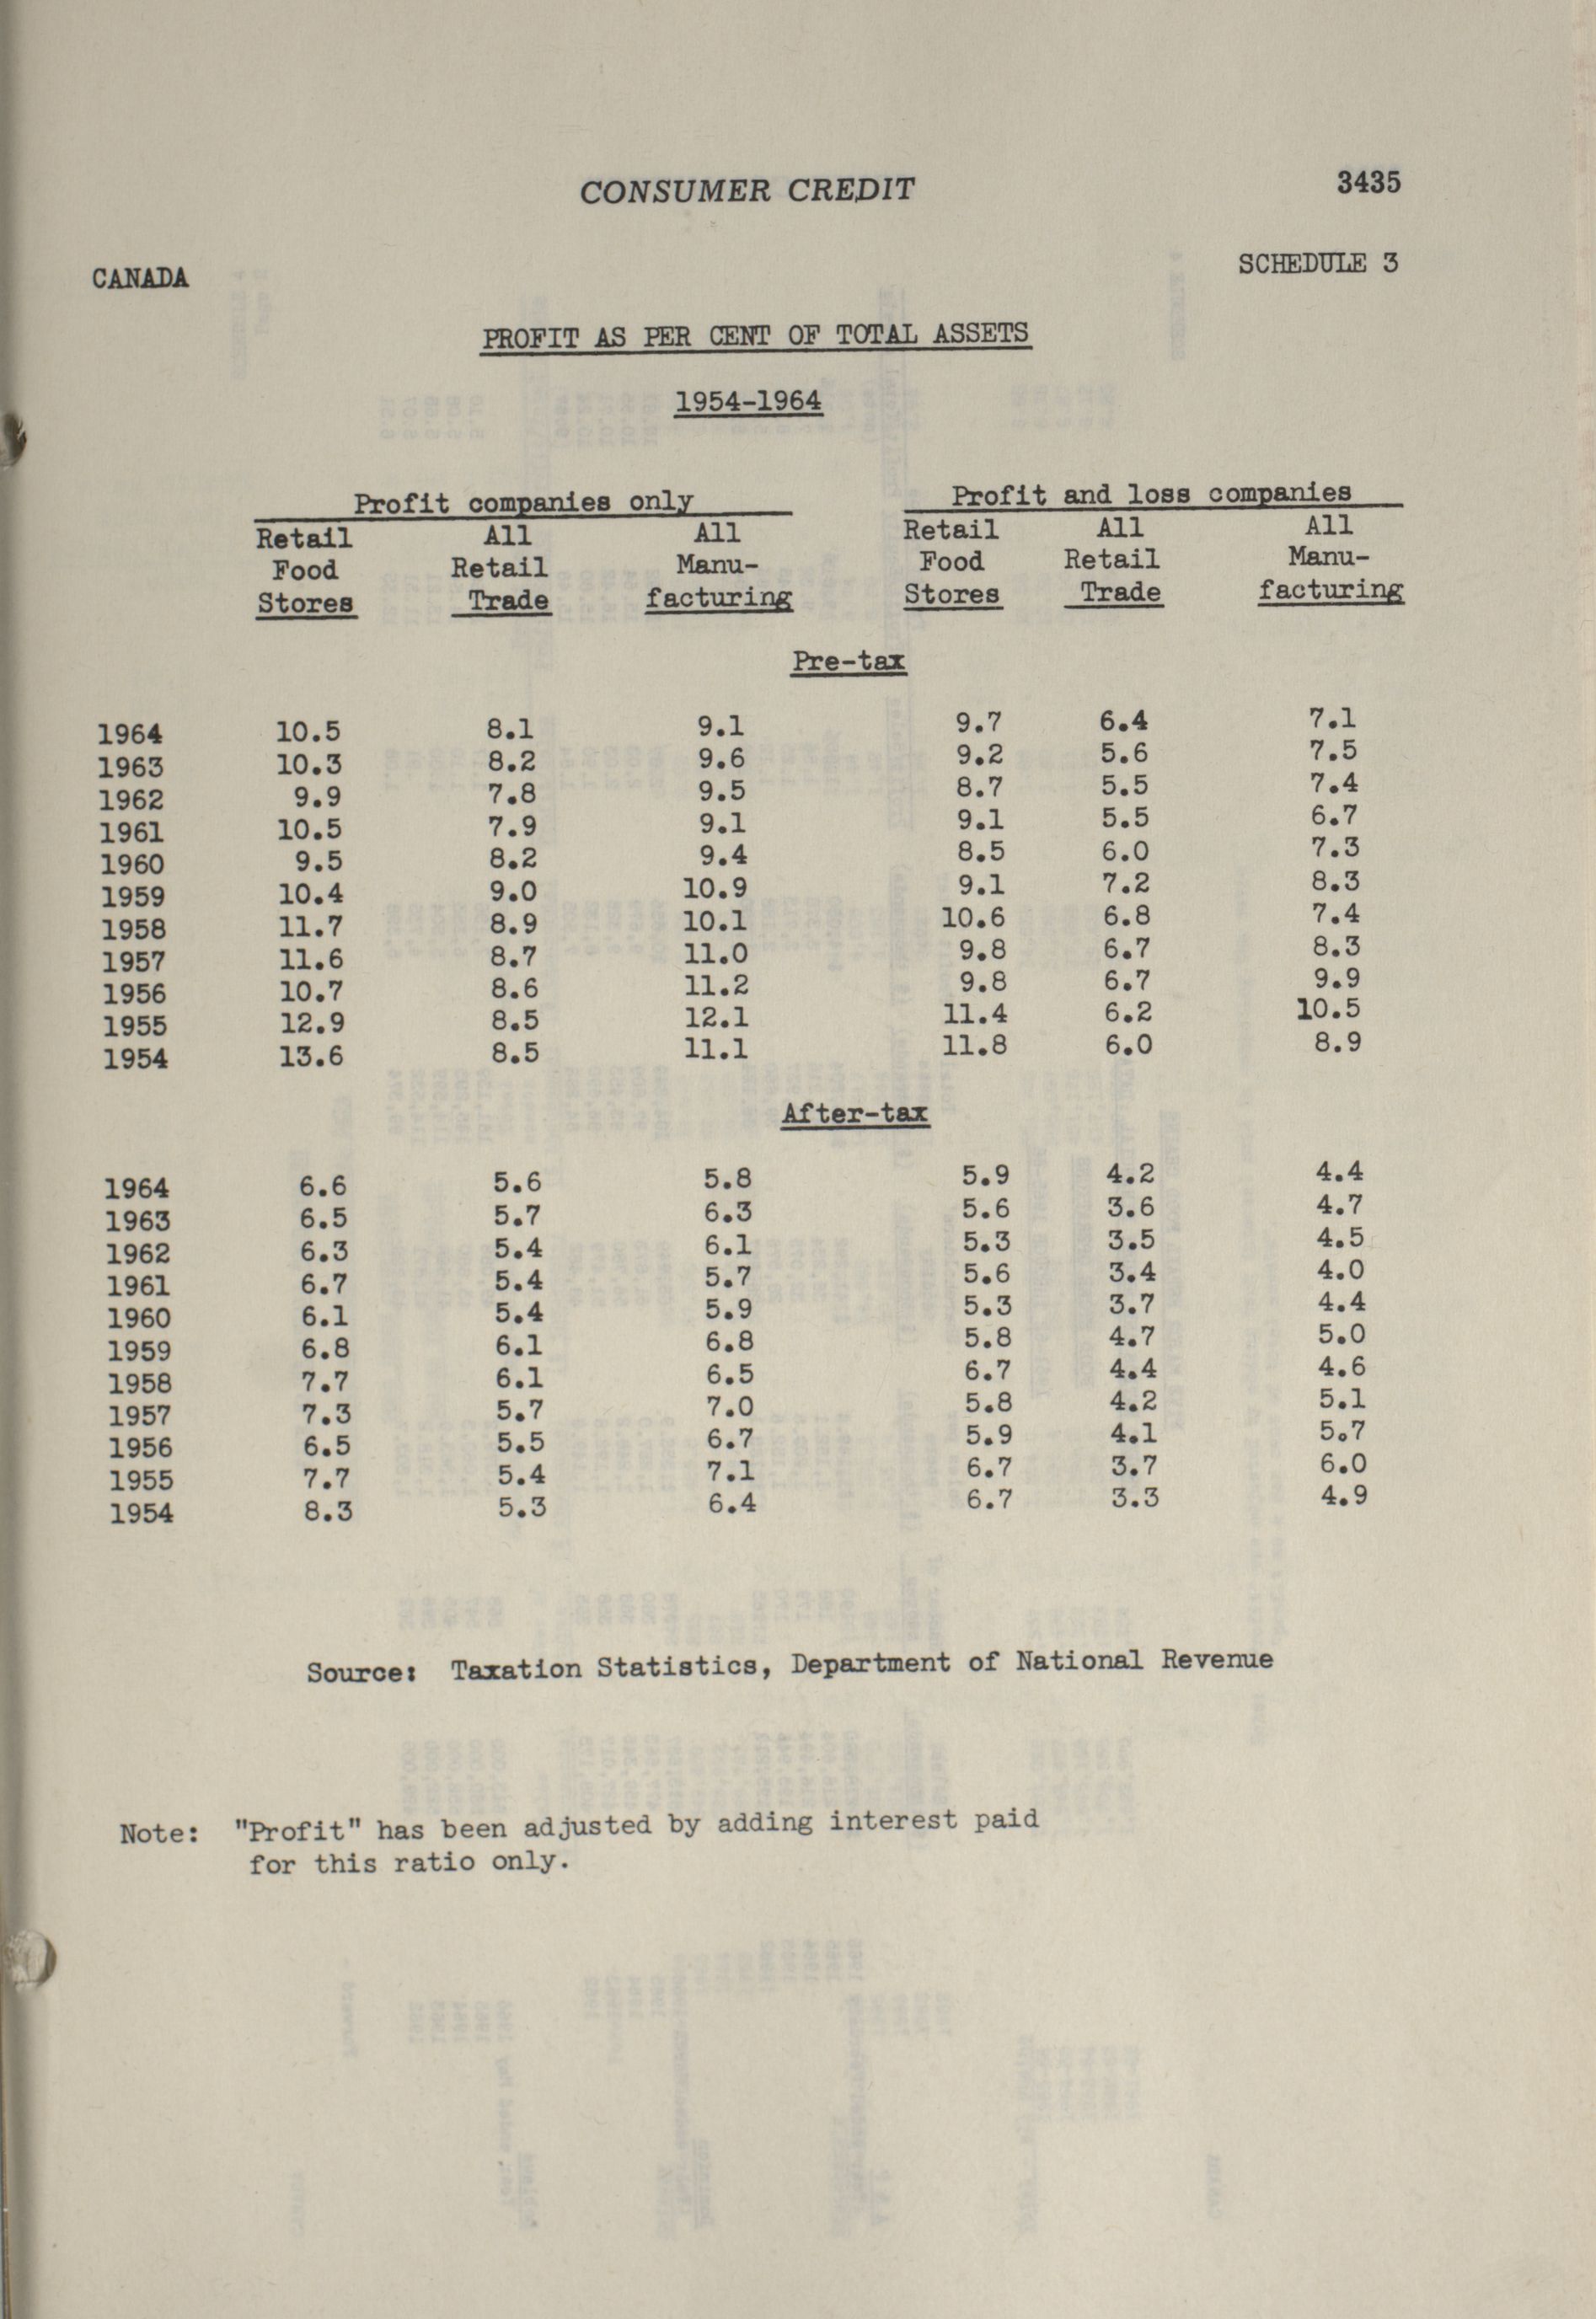 CONSUMER CREDIT 3435
CANADA SCHEDULE 3
PROFIT AS PER CENT OF TOTAL ASSETS
1954-1964
Profit companies only Profit and loss companies
Retail All All Retail All All
Food Retail Manu- Food Retail Manu-
Stores Trade facturing Stores Trade facturing
Pre-tax
1964 10.5 8.1 9.1 9.7 6.4 7.1
1963 10.3 8.2 9.6 9.2 5.6 7.5
1962 9.9 7.8 9.5 8.7 5.5 7.4
1961 10.5 7.9 9.1 9.1 5.5 6.7
1960 9.5 8.2 9.4 8.5 6.0 7.3
1959 10.4 9.0 10.9 9.1 7.2 8.3
1958 11.7 8.9 10.1 10.6 6.8 7.4
1957 11.6 8.7 11.0 9.8 6.7 8.3
1956 10.7 8.6 11.2 9.8 6.7 9.9
1955 12.9 8.5 12.1 11.4 6.2 10.5
1954 13.6 8.5 11.1 11.8 6.0 8.9
After-tax
1964 6.6 5.6 5.8 5.9 4.2 4.4
1963 6.5 5.7 6.3 5.6 3.6 4.7
1962 6.3 5.4 6.1 5.3 3.5 4.5
1961 6.7 5.4 5.7 5.6 3.4 4.0
1960 6.1 5.4 5.9 5.3 3.7 4.4
1959 6.8 6.1 6.8 5.8 4.7 5.0
1958 7.7 6.1 6.5 6.7 4.4 4.6
1957 7.3 5.7 7.0 5.8 4.2 5.1
1956 6.5 5.5 6.7 5.9 4.1 5.7
1955 7.7 5.4 7.1 6.7 3.7 6.0
1954 8.3 5.3 6.4 6.7 3.3 4.9
Source: Taxation Statistics, Department of National Revenue
Note: "Profit" has been adjusted by adding interest paid
for this ratio only.